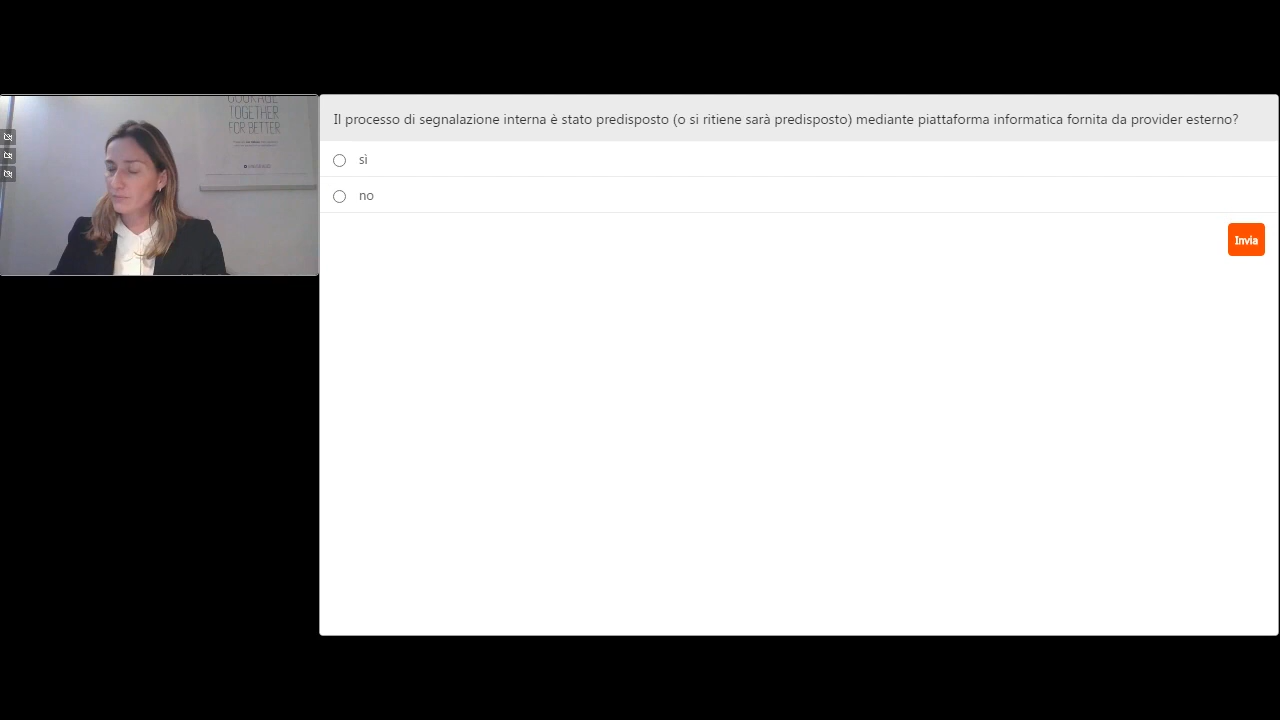 COURAGE
TOGETHER
FOR BETTER
Il processo di segnalazione interna è stato predisposto (o si ritiene sarà predisposto) mediante piattaforma informatica fornita da provider esterno?
sì
no
Invia